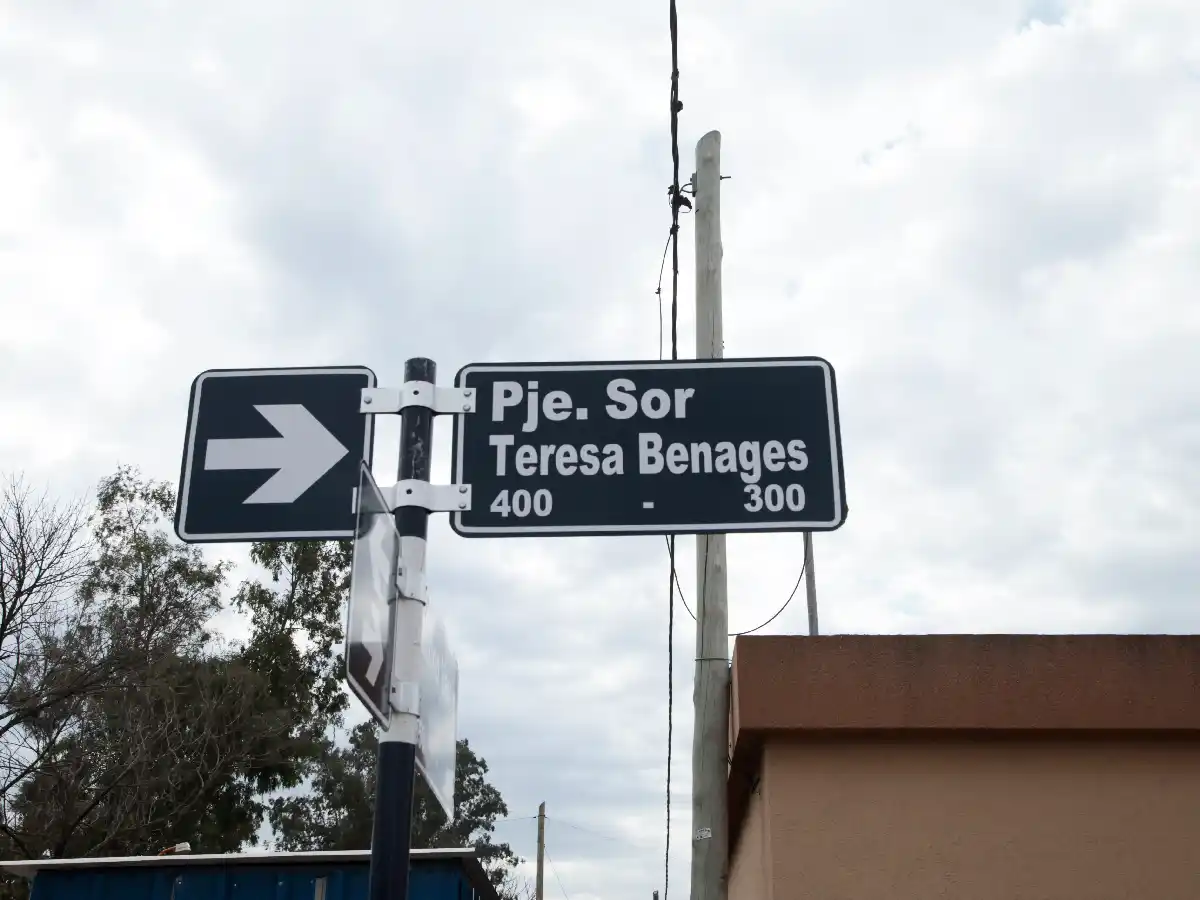 Pje. Sor
Teresa Benages
400 - 300